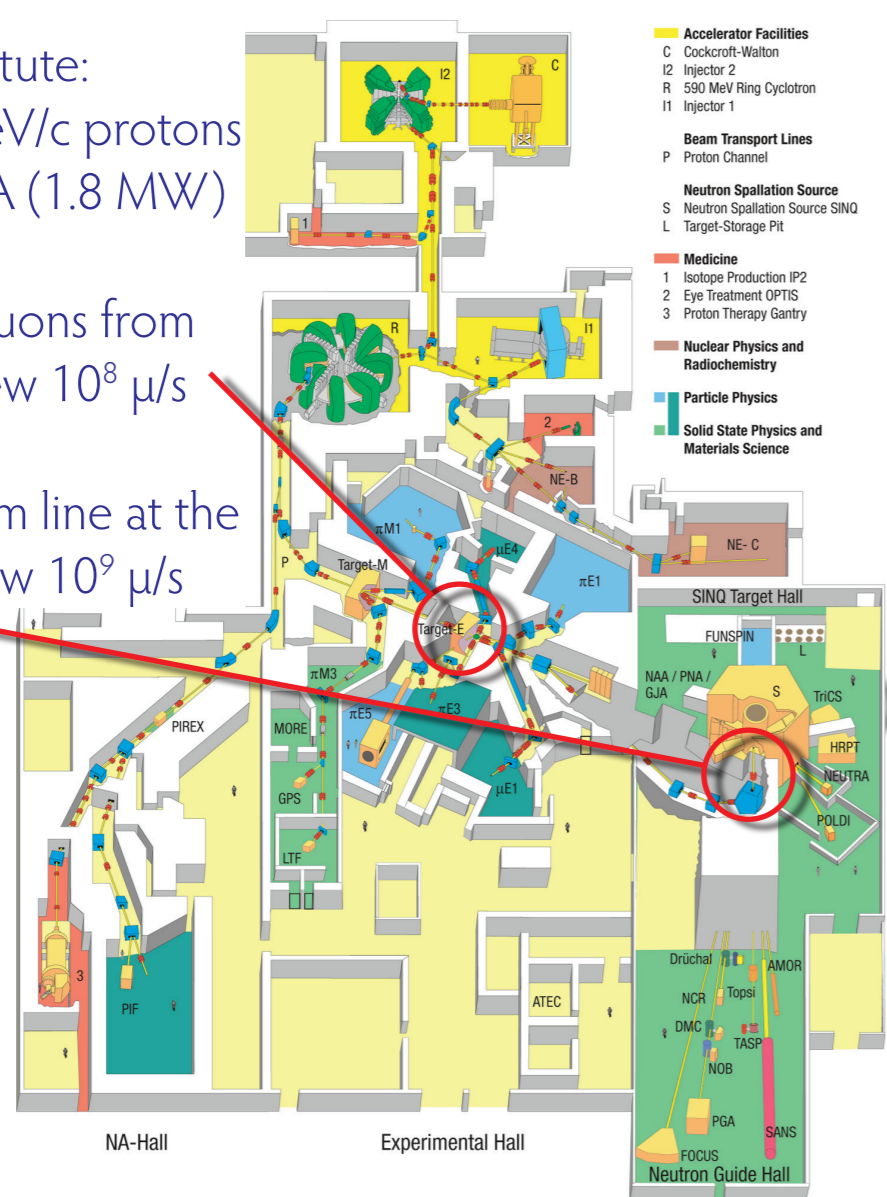 tute:
eV/c protons
A (1.8 MW)
uons from
ew 10⁸ μ/s
m line at the
w 10⁹ μ/s
Accelerator Facilities
C Cockcroft-Walton
I2 Injector 2
R 590 MeV Ring Cyclotron
I1 Injector 1
Beam Transport Lines
P Proton Channel
Neutron Spallation Source
S Neutron Spallation Source SINQ
L Target-Storage Pit
Medicine
1 Isotope Production IP2
2 Eye Treatment OPTIS
3 Proton Therapy Gantry
Nuclear Physics and
Radiochemistry
Particle Physics
Solid State Physics and
Materials Science
I2
C
1
R
I1
2
NE-B
πM1
μE4
NE- C
P
Target-M
πE1
SINQ Target Hall
Target-E
FUNSPIN
L
πM3
NAA / PNA /
GJA
S
TriCS
πE5
πE3
PIREX
MORE
HRPT
NEUTRA
GPS
μE1
POLDI
LTF
3
PIF
ATEC
Drüchal
AMOR
NCR
Topsi
DMC
TASP
NOB
PGA
SANS
FOCUS
NA-Hall
Experimental Hall
Neutron Guide Hall